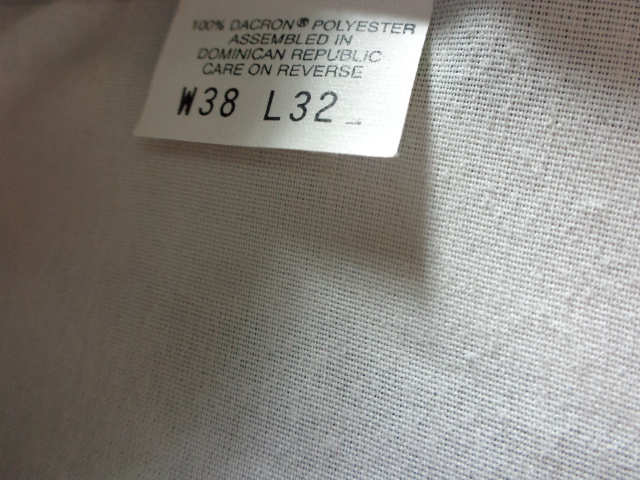 100% DACRON® POLYESTER
ASSEMBLED IN
DOMINICAN REPUBLIC
CARE ON REVERSE
W38 L32